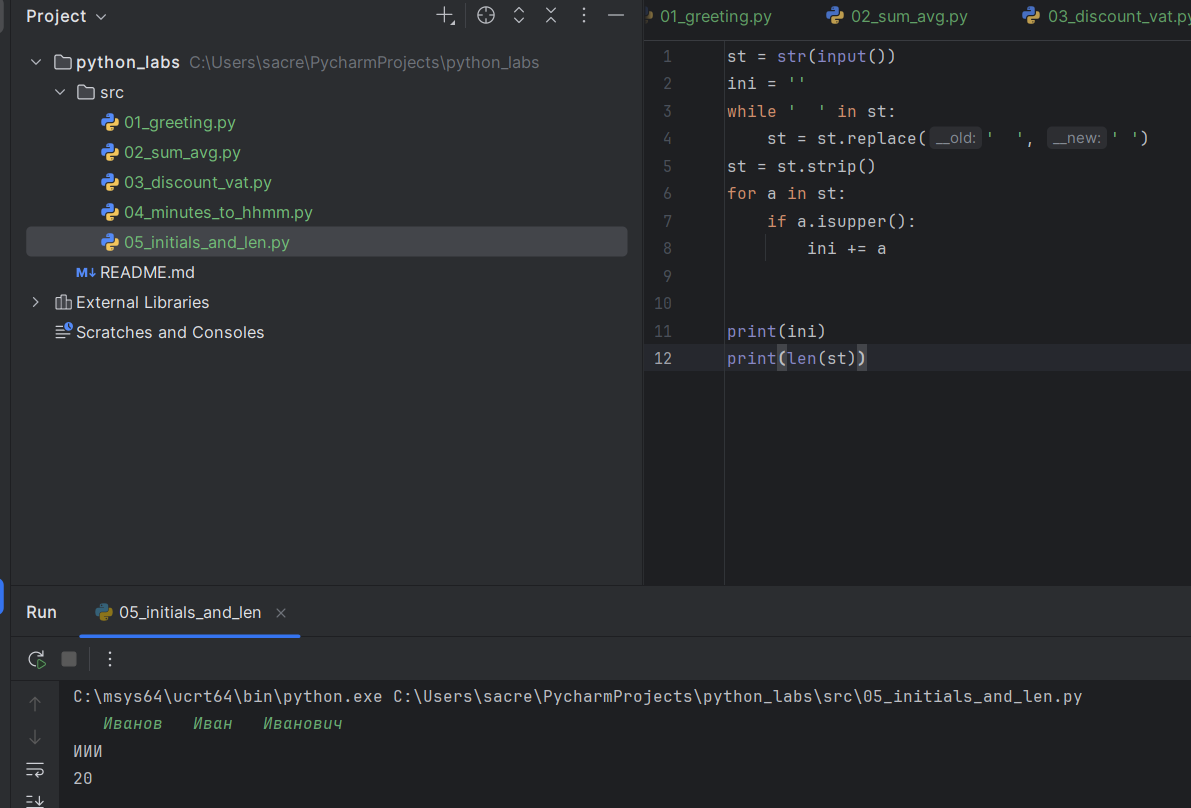 Project
01_greeting.py 02_sum_avg.py 03_discount_vat.py
python_labs C:\Users\sacre\PycharmProjects\python_labs
src
01_greeting.py
02_sum_avg.py
03_discount_vat.py
04_minutes_to_hhmm.py
05_initials_and_len.py
M↓ README.md
External Libraries
Scratches and Consoles
1 st = str(input())
2 ini = ''
3 while '  ' in st:
4     st = st.replace( __old: '  ', __new: ' ')
5 st = st.strip()
6 for a in st:
7     if a.isupper():
8         ini += a
9
10
11 print(ini)
12 print(len(st))
Run 05_initials_and_len
C:\msys64\ucrt64\bin\python.exe C:\Users\sacre\PycharmProjects\python_labs\src\05_initials_and_len.py
   Иванов   Иван   Иванович
ИИИ
20